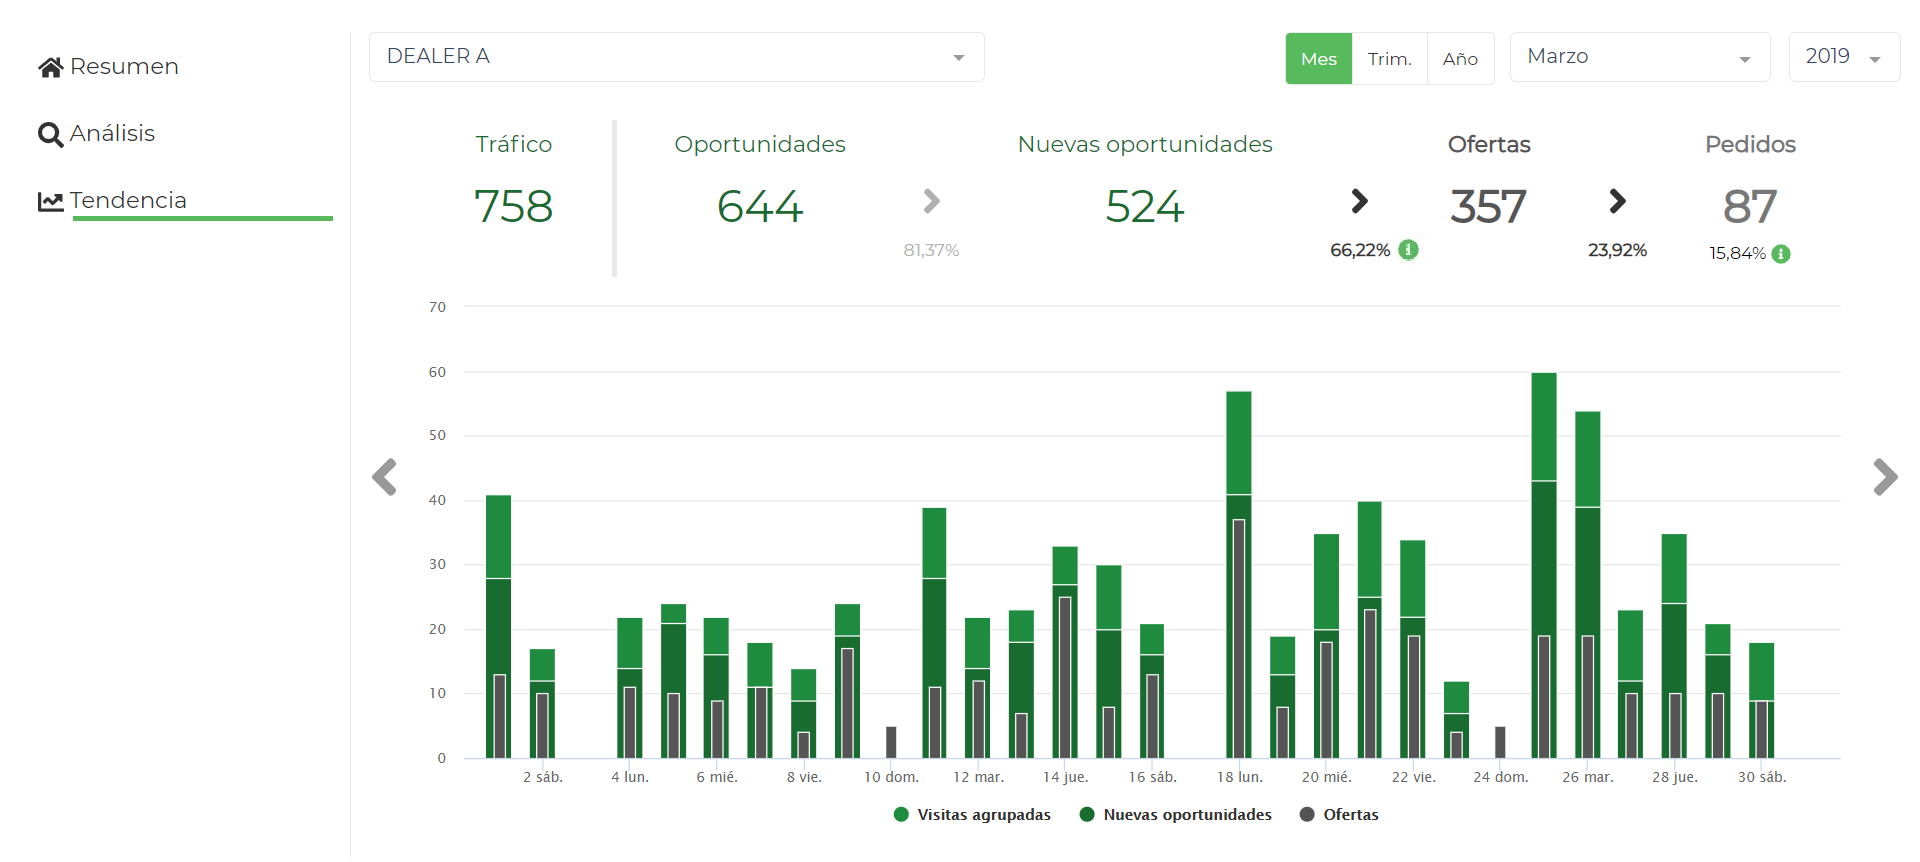 Resumen
Análisis
Tendencia
DEALER A
Mes Trim. Año Marzo 2019
Tráfico Oportunidades Nuevas oportunidades Ofertas Pedidos
758 644 524 357 87
81,37% 66,22% 23,92% 15,84%
70
60
50
40
30
20
10
0
2 sáb. 4 lun. 6 mié. 8 vie. 10 dom. 12 mar. 14 jue. 16 sáb. 18 lun. 20 mié. 22 vie. 24 dom. 26 mar. 28 jue. 30 sáb.
Visitas agrupadas Nuevas oportunidades Ofertas